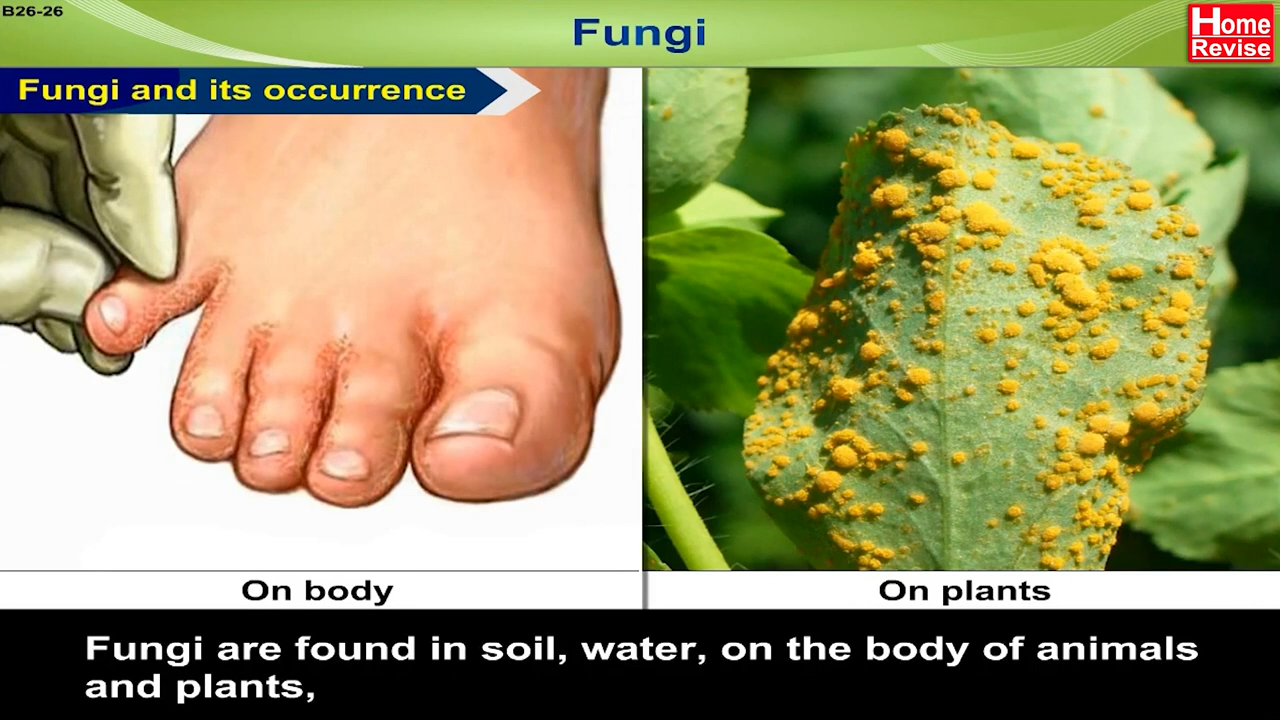 B26-26
Fungi
Home
Revise
Fungi and its occurrence
On body
On plants
Fungi are found in soil, water, on the body of animals
and plants,